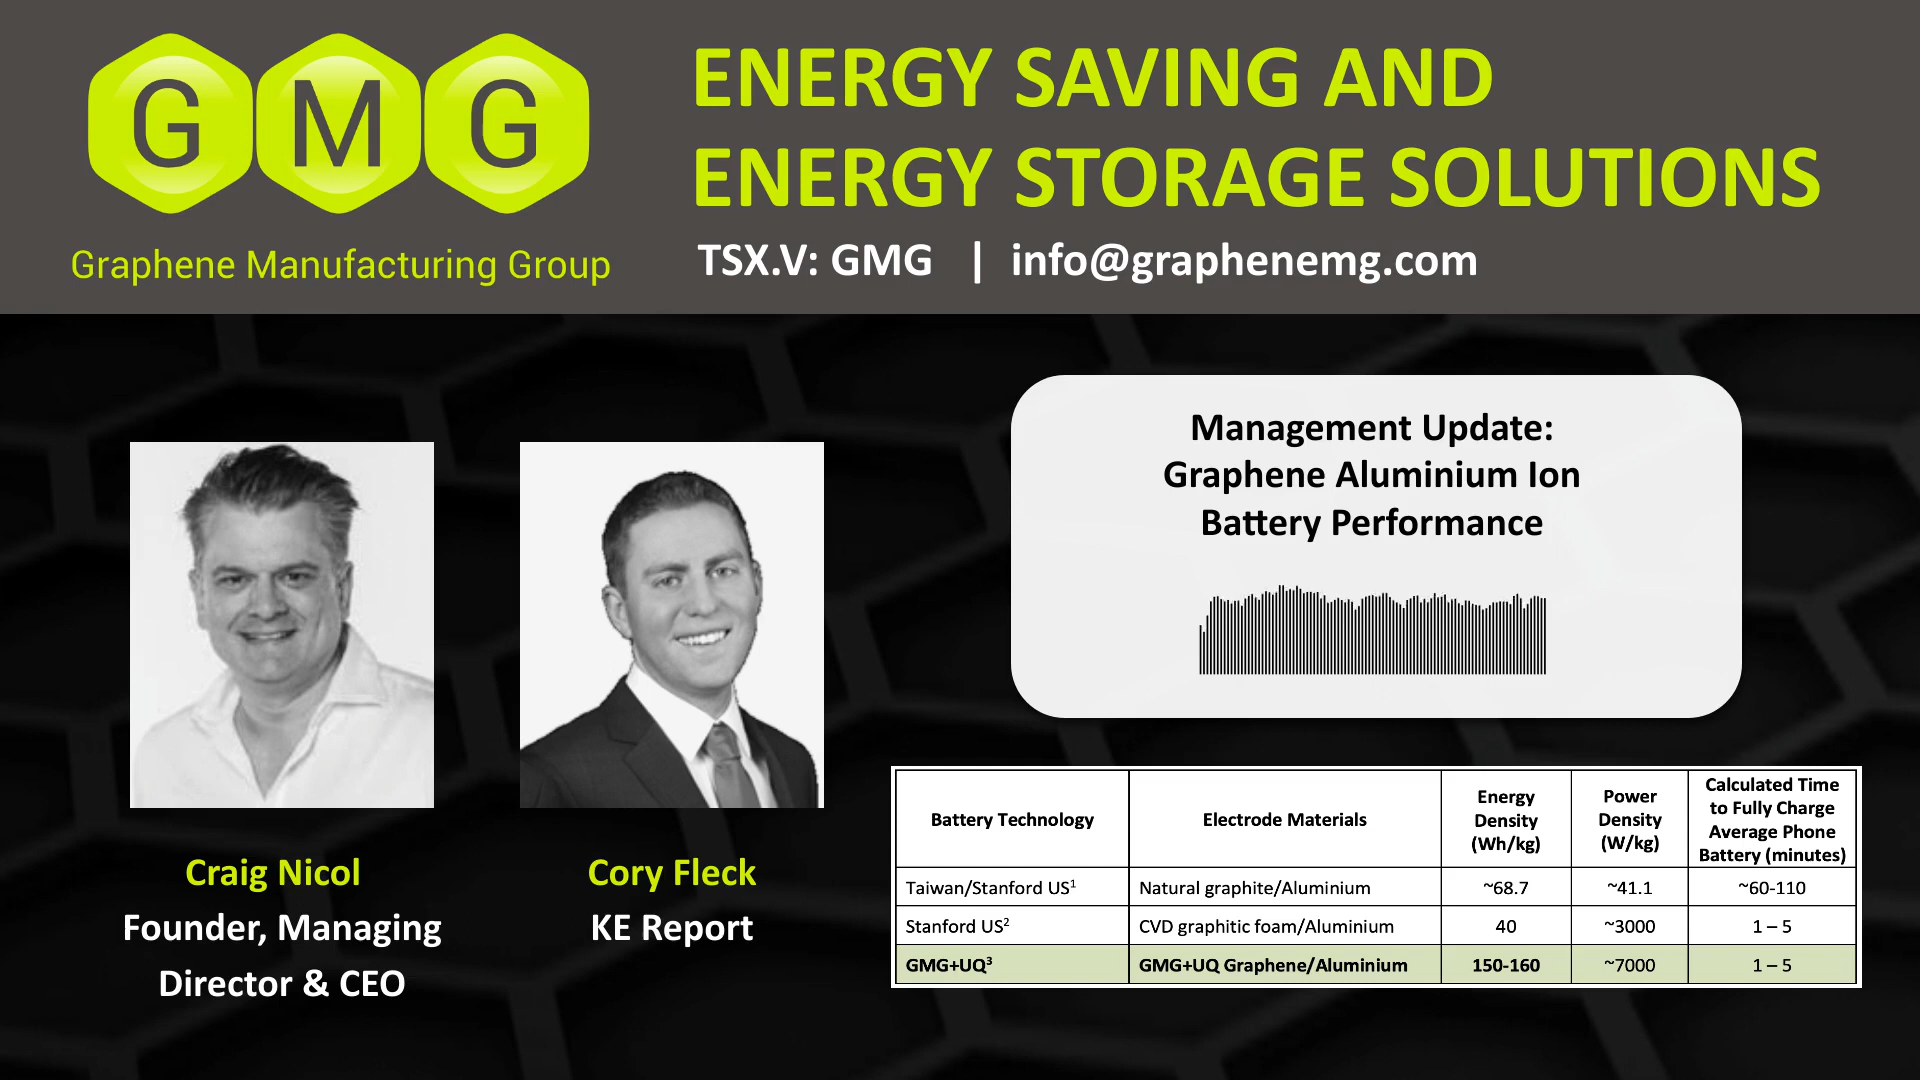 GMG
Graphene Manufacturing Group
ENERGY SAVING AND
ENERGY STORAGE SOLUTIONS
TSX.V: GMG | info@graphenemg.com
Craig Nicol
Founder, Managing
Director & CEO
Cory Fleck
KE Report
Management Update:
Graphene Aluminium Ion
Battery Performance
Battery Technology | Electrode Materials | Energy Density (Wh/kg) | Power Density (W/kg) | Calculated Time to Fully Charge Average Phone Battery (minutes)
Taiwan/Stanford US¹ | Natural graphite/Aluminium | ~68.7 | ~41.1 | ~60-110
Stanford US² | CVD graphitic foam/Aluminium | 40 | ~3000 | 1 – 5
GMG+UQ³ | GMG+UQ Graphene/Aluminium | 150-160 | ~7000 | 1 – 5